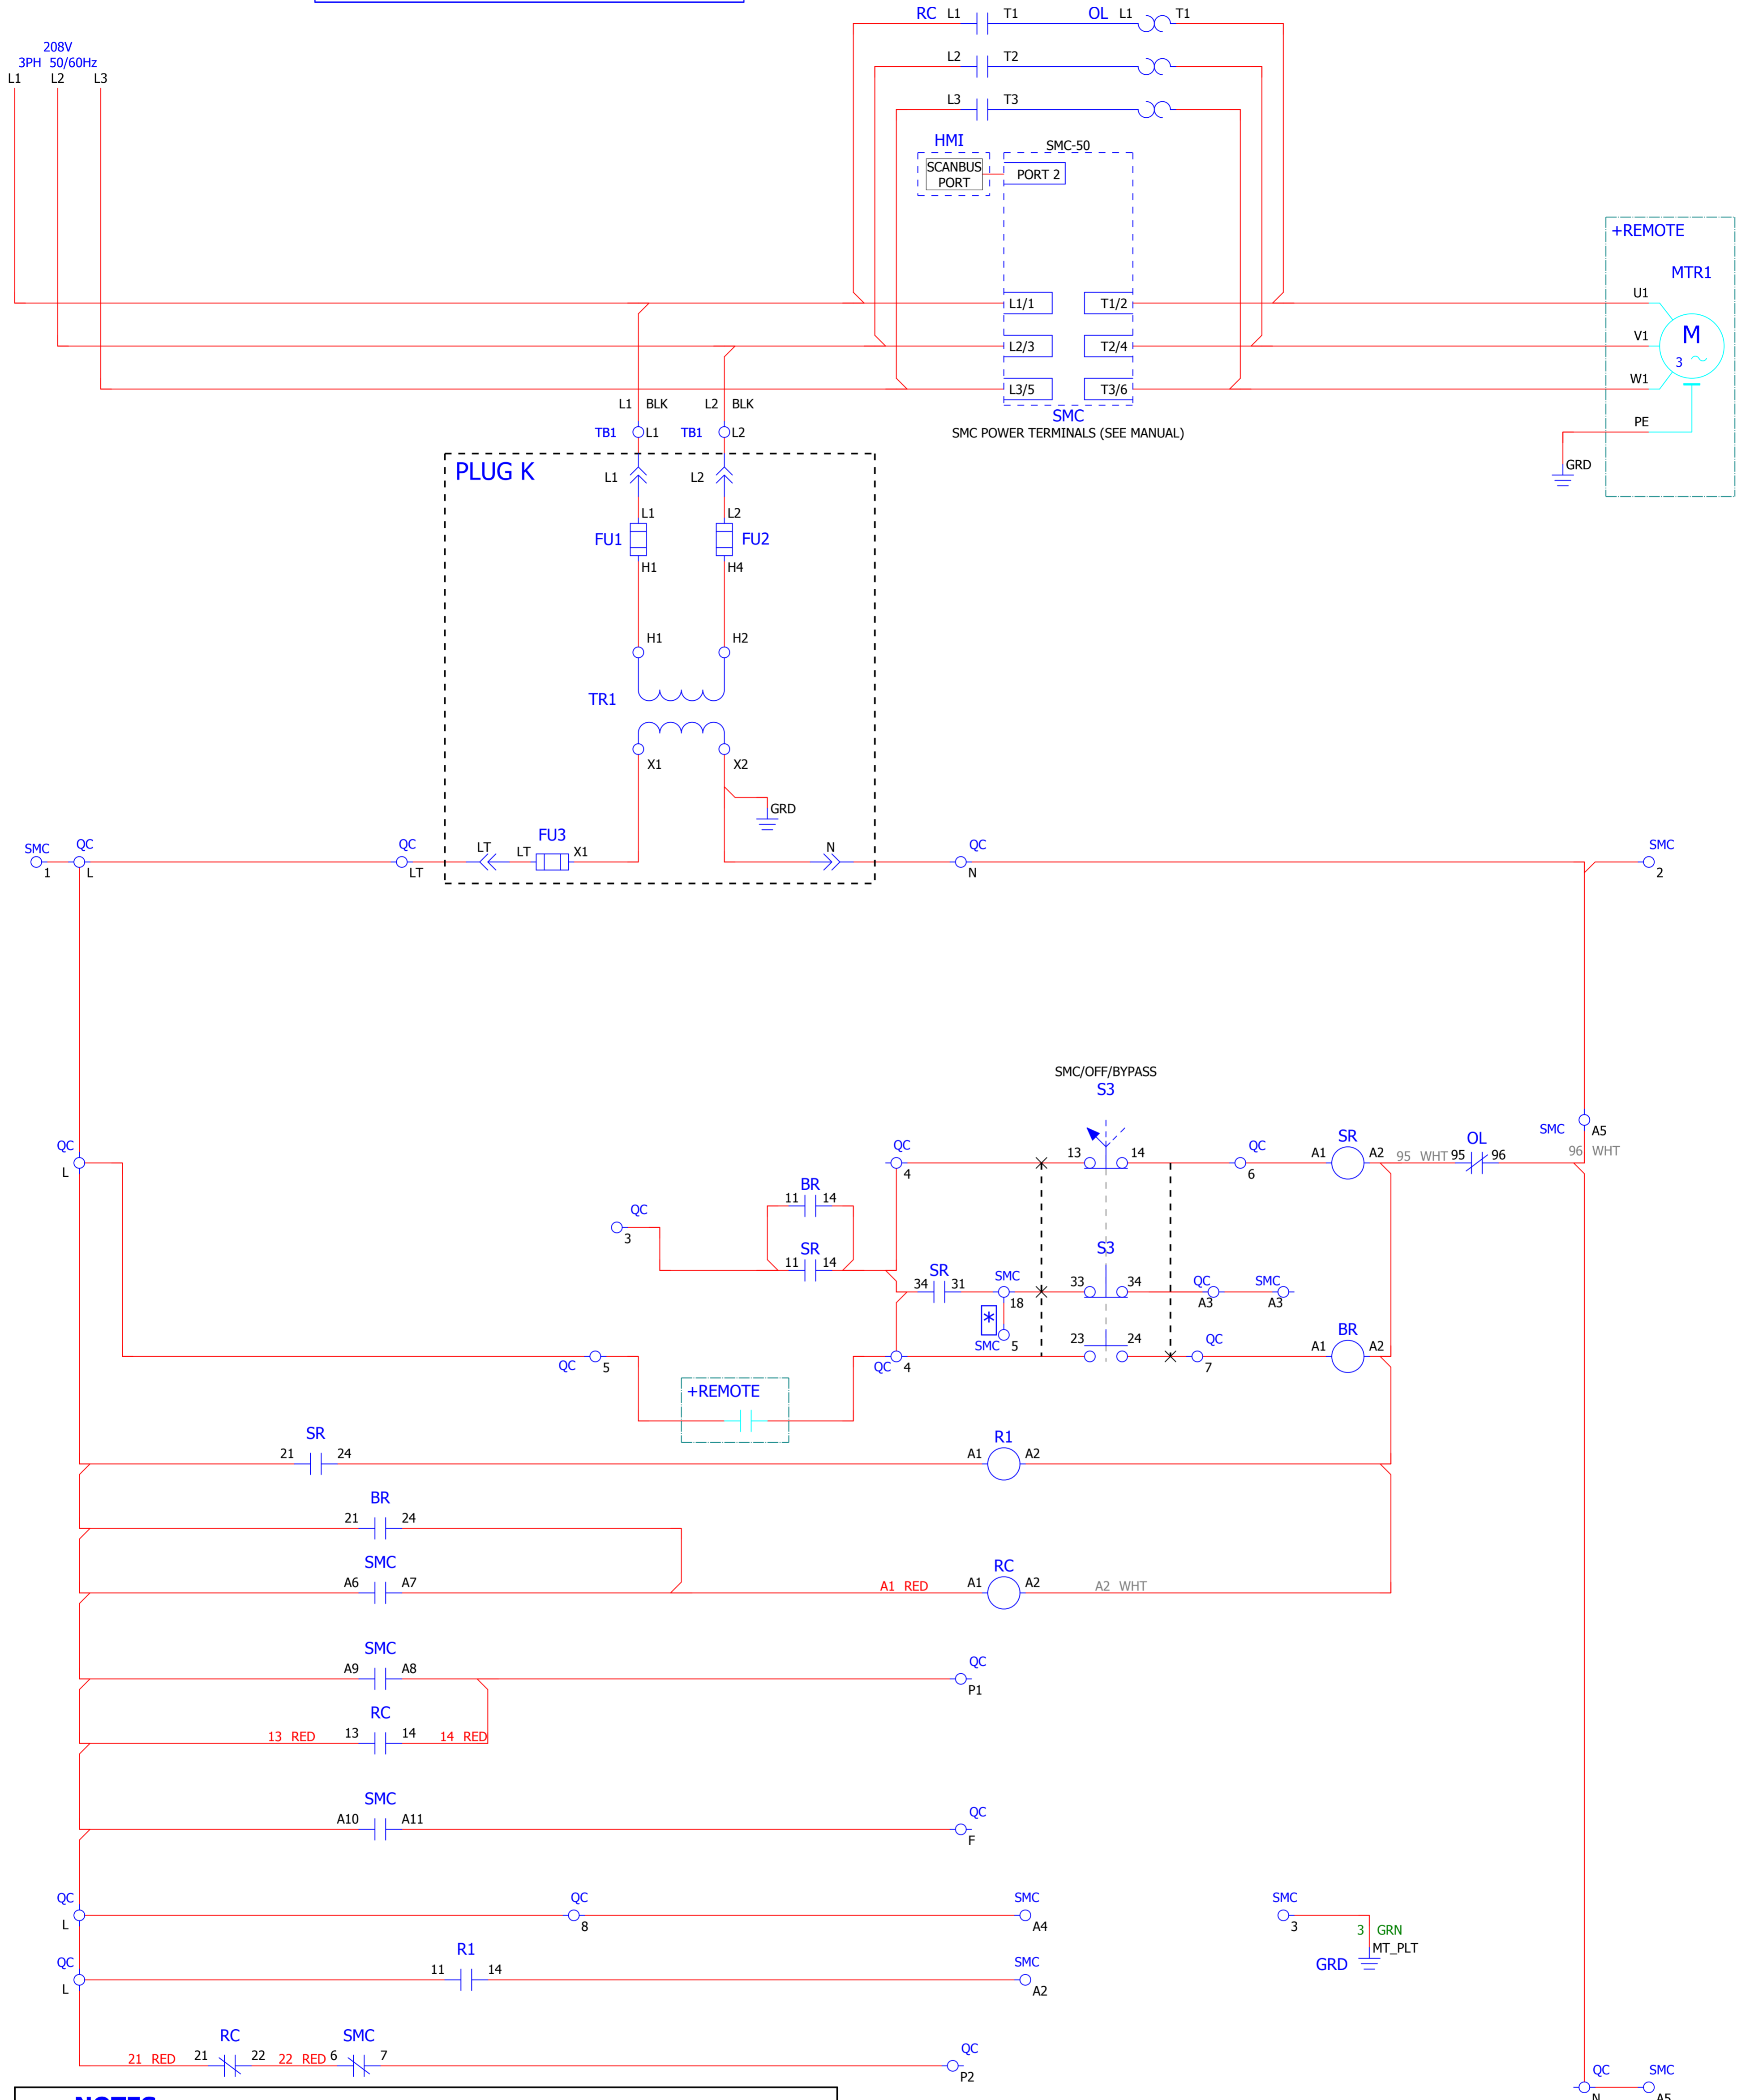 RC L1 T1 OL L1 T1
208V
3PH 50/60Hz
L1 L2 L3
L2 T2
L3 T3
HMI
SMC-50
SCANBUS
PORT
PORT 2
+REMOTE
MTR1
U1
L1/1 T1/2
V1
M
3
L2/3 T2/4
W1
L3/5 T3/6
L1 BLK L2 BLK
SMC
SMC POWER TERMINALS (SEE MANUAL)
PE
TB1 L1 TB1 L2
GRD
PLUG K
L1 L2
L1 L2
FU1 FU2
H1 H4
H1 H2
TR1
X1 X2
GRD
FU3
SMC QC QC LT LT X1 N QC SMC
1 L LT N 2
SMC/OFF/BYPASS
S3
SMC A5
QC QC 13 14 QC SR OL
L 4 6 A1 A2 95 WHT 95 96 96 WHT
BR
11 14
QC
3
SR
11 14
S3
SR
34 31 SMC 33 34 QC SMC
18 A3 A3
*
SMC 5
23 24 QC BR
QC 5 QC 4 7 A1 A2
+REMOTE
SR
21 24
R1
A1 A2
BR
21 24
SMC
A6 A7
RC
A1 RED A1 A2 A2 WHT
SMC
A9 A8
QC
P1
RC
13 RED 13 14 14 RED
SMC
A10 A11
QC
F
QC QC SMC SMC
L 8 A4 3
3 GRN
MT_PLT
GRD
QC R1 SMC
L 11 14 A2
RC SMC
21 RED 21 22 22 RED 6 7
QC
P2
QC SMC
N A5
NOTES